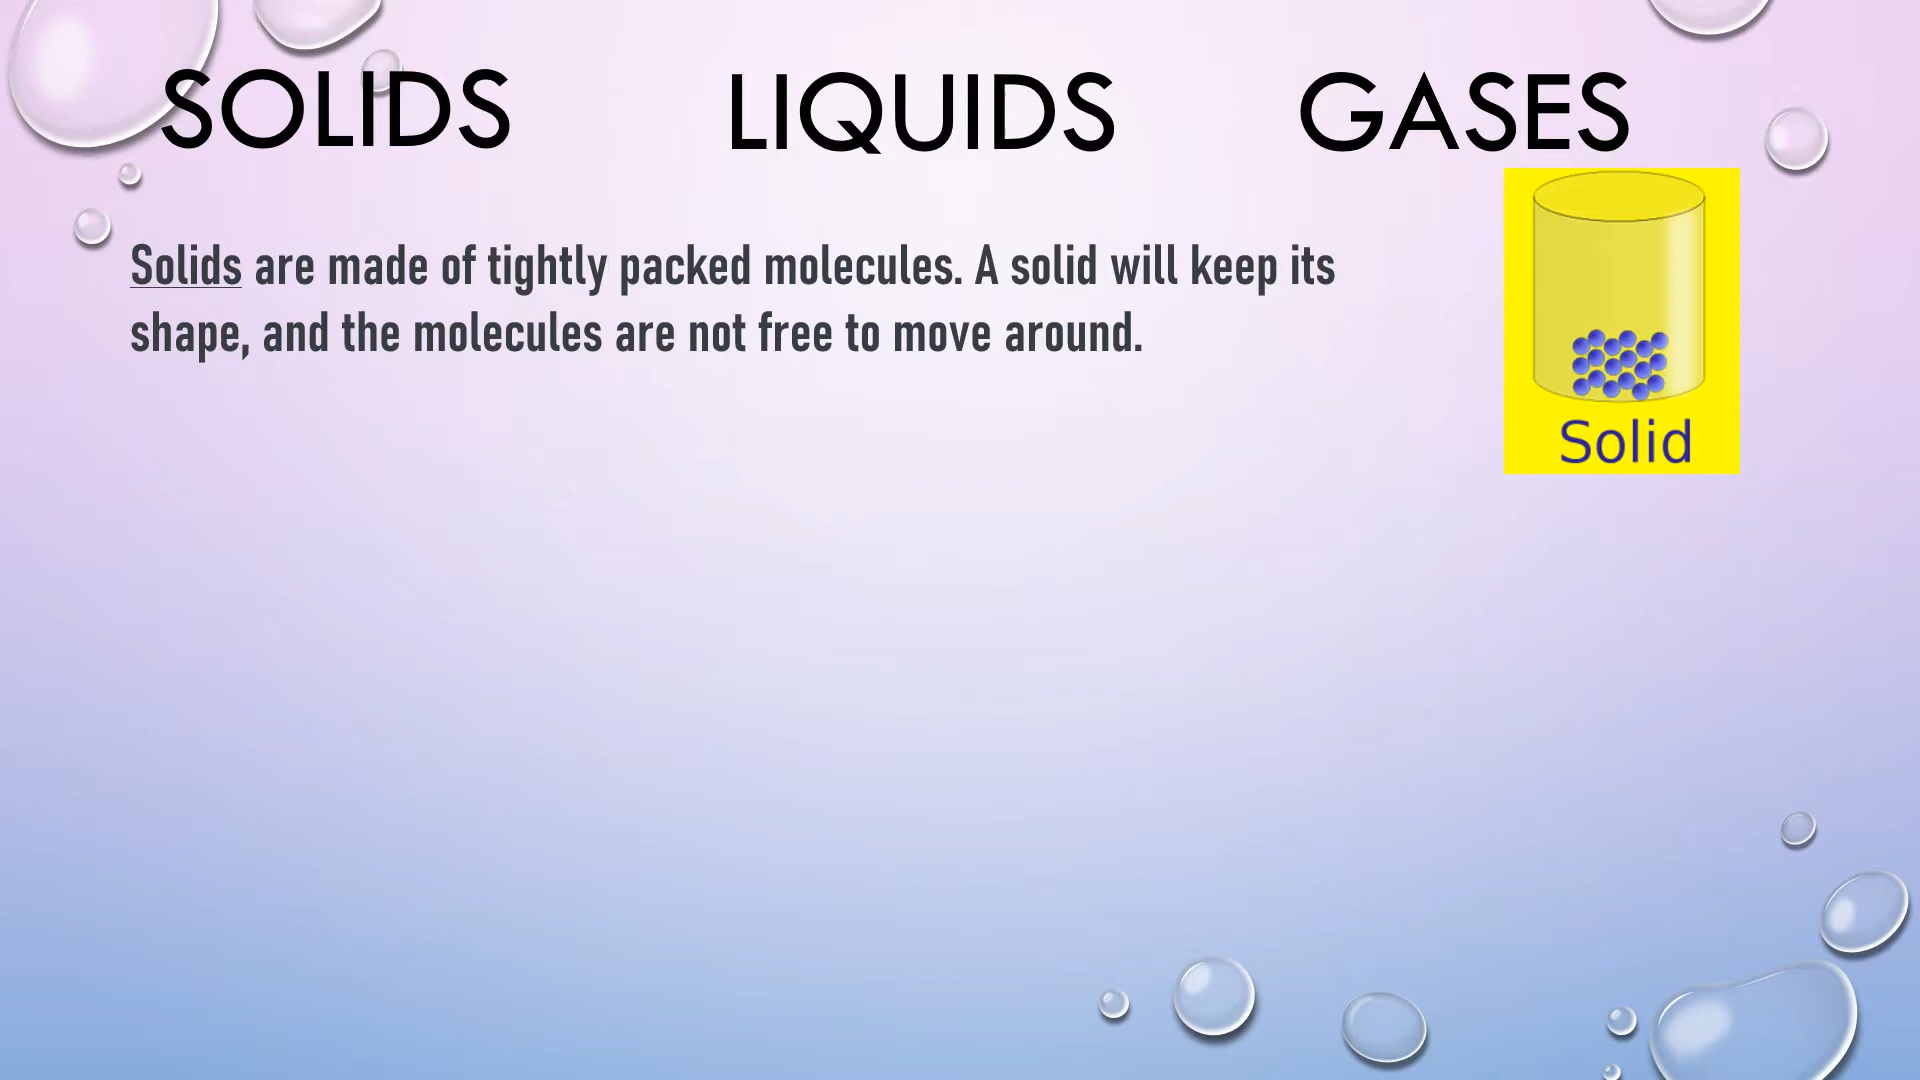 SOLIDS LIQUIDS GASES
Solids are made of tightly packed molecules. A solid will keep its
shape, and the molecules are not free to move around.
Solid